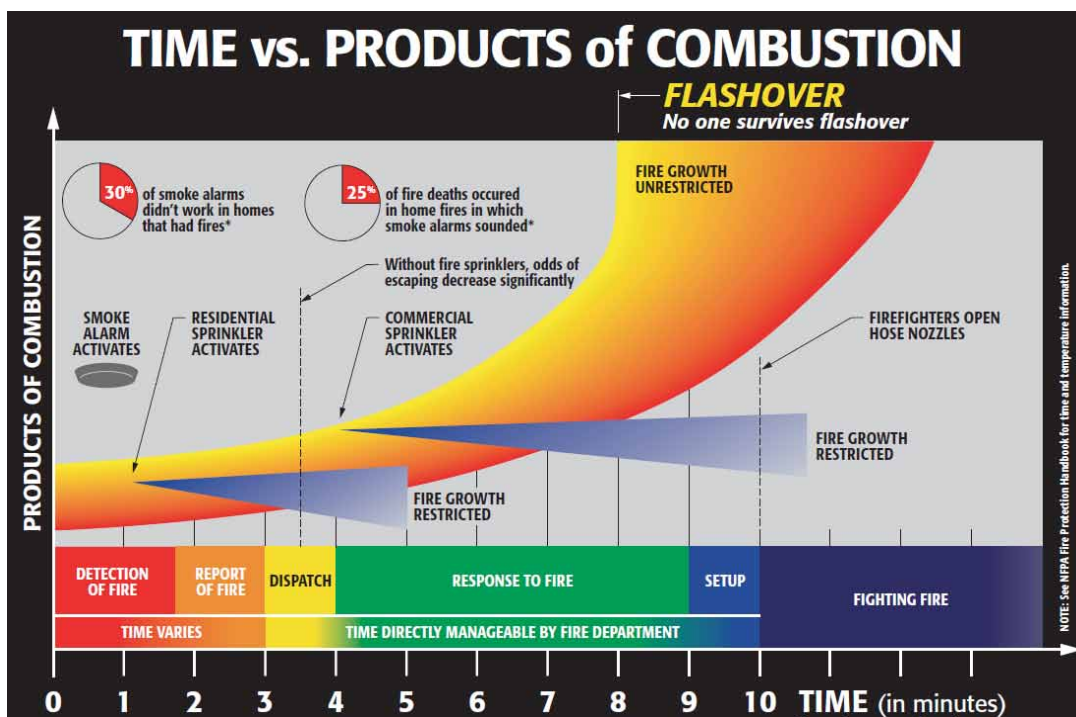 TIME vs. PRODUCTS of COMBUSTION
FLASHOVER
No one survives flashover
PRODUCTS OF COMBUSTION
30%
of smoke alarms
didn't work in homes
that had fires*
25%
of fire deaths occured
in home fires in which
smoke alarms sounded*
FIRE GROWTH
UNRESTRICTED
Without fire sprinklers, odds of
escaping decrease significantly
SMOKE
ALARM
ACTIVATES
RESIDENTIAL
SPRINKLER
ACTIVATES
COMMERCIAL
SPRINKLER
ACTIVATES
FIREFIGHTERS OPEN
HOSE NOZZLES
FIRE GROWTH
RESTRICTED
FIRE GROWTH
RESTRICTED
DETECTION
OF FIRE
REPORT
OF FIRE
DISPATCH
RESPONSE TO FIRE
SETUP
FIGHTING FIRE
TIME VARIES
TIME DIRECTLY MANAGEABLE BY FIRE DEPARTMENT
0 1 2 3 4 5 6 7 8 9 10 TIME (in minutes)
NOTE: See NFPA Fire Protection Handbook for time and temperature information.